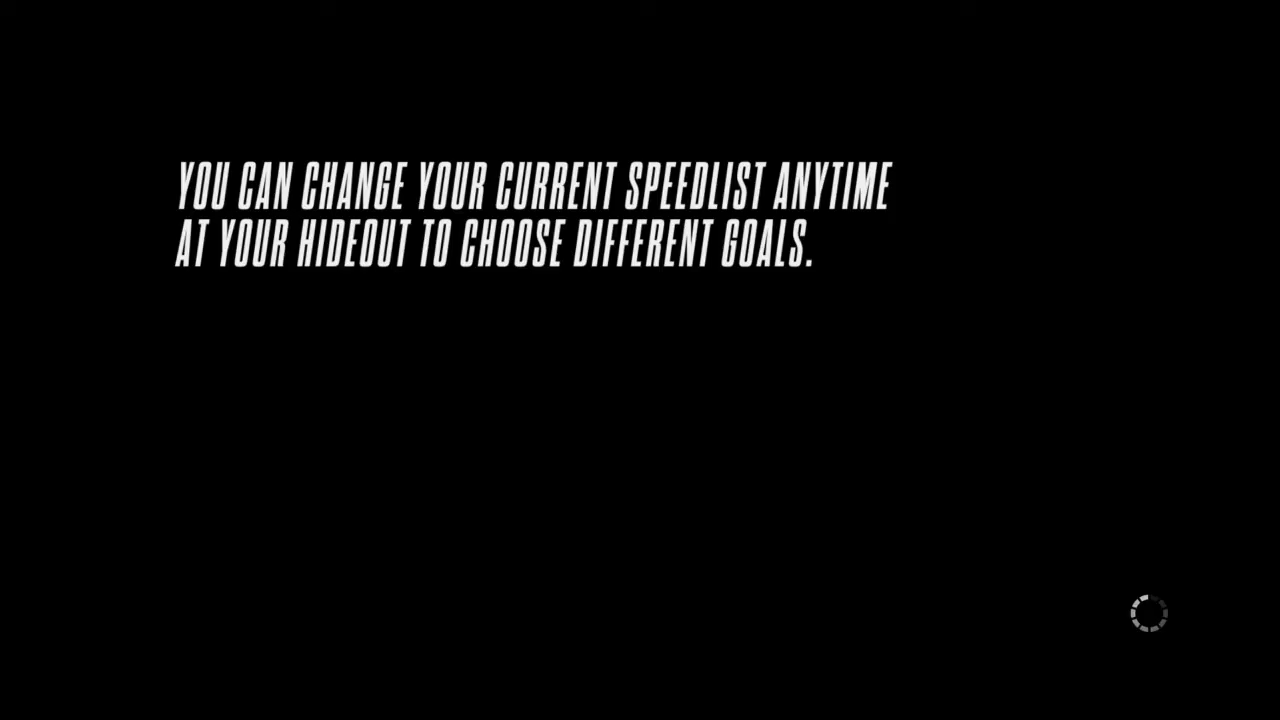 YOU CAN CHANGE YOUR CURRENT SPEEDLIST ANYTIME
AT YOUR HIDEOUT TO CHOOSE DIFFERENT GOALS.